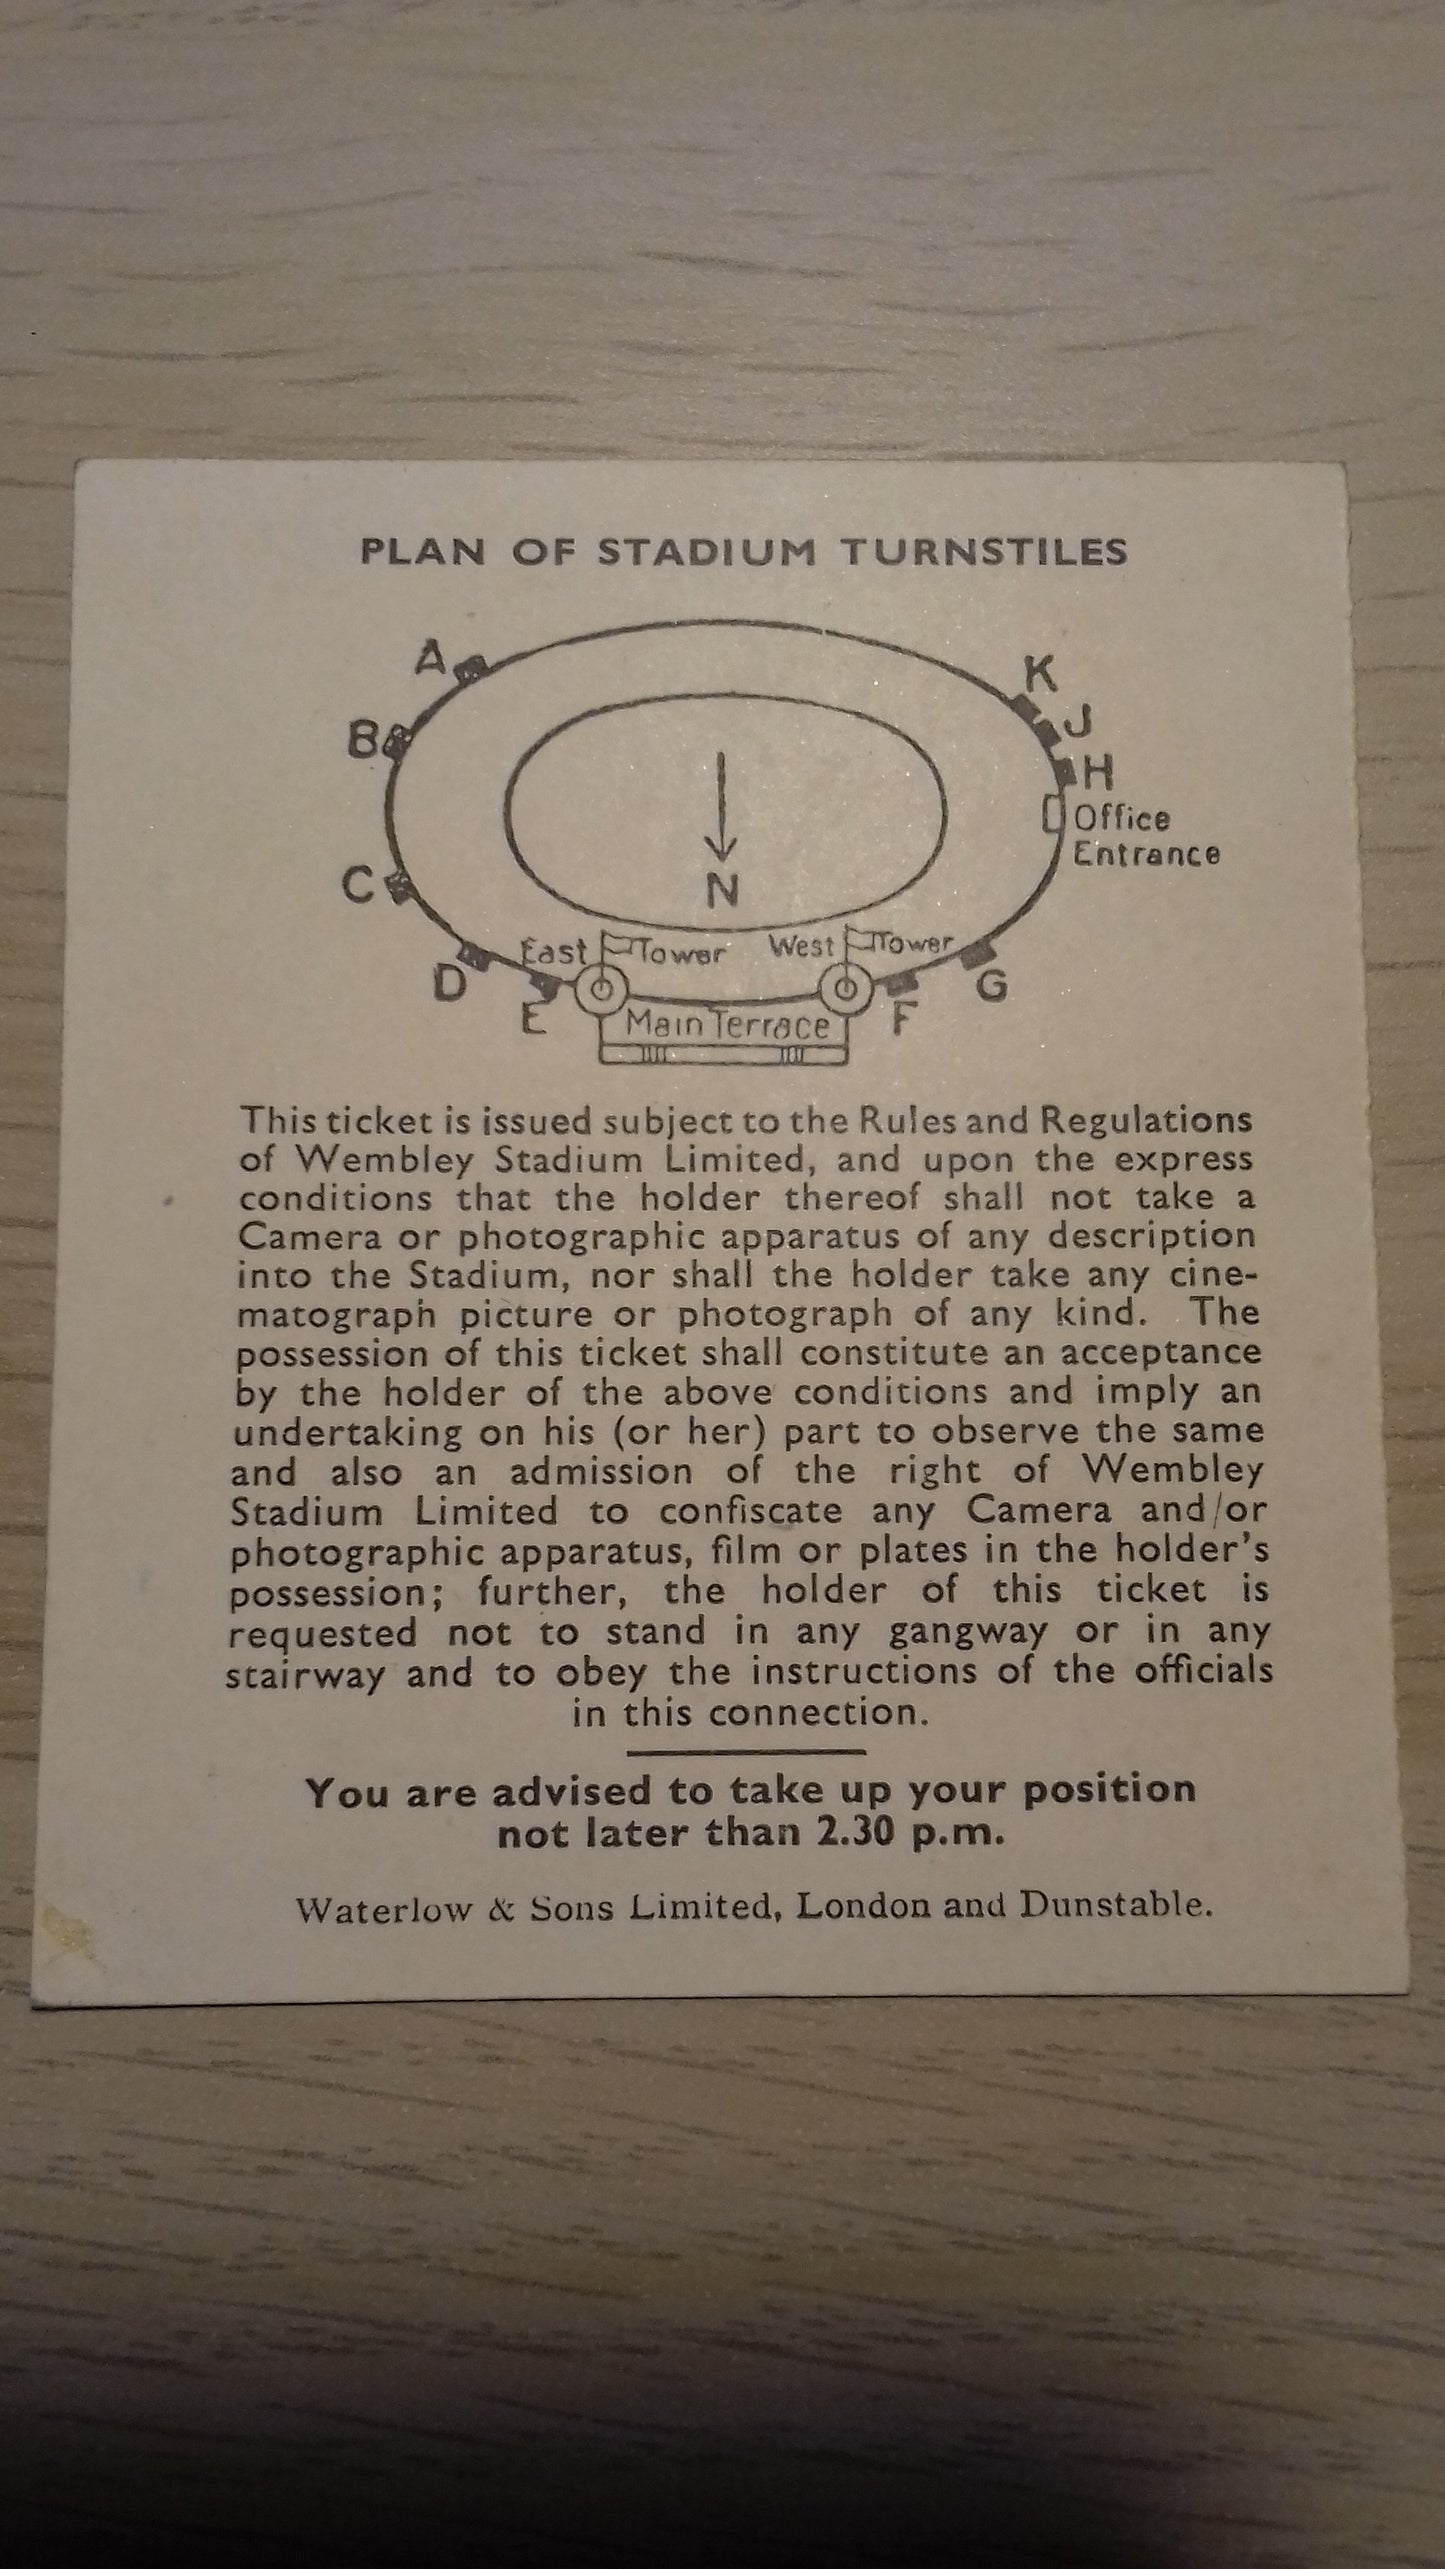 PLAN OF STADIUM TURNSTILES
A
K
B
J
H
Office
Entrance
C
N
East Tower West Tower
D
G
E
F
Main Terrace
This ticket is issued subject to the Rules and Regulations
of Wembley Stadium Limited, and upon the express
conditions that the holder thereof shall not take a
Camera or photographic apparatus of any description
into the Stadium, nor shall the holder take any cine-
matograph picture or photograph of any kind. The
possession of this ticket shall constitute an acceptance
by the holder of the above conditions and imply an
undertaking on his (or her) part to observe the same
and also an admission of the right of Wembley
Stadium Limited to confiscate any Camera and/or
photographic apparatus, film or plates in the holder's
possession; further, the holder of this ticket is
requested not to stand in any gangway or in any
stairway and to obey the instructions of the officials
in this connection.
You are advised to take up your position
not later than 2.30 p.m.
Waterlow & Sons Limited, London and Dunstable.